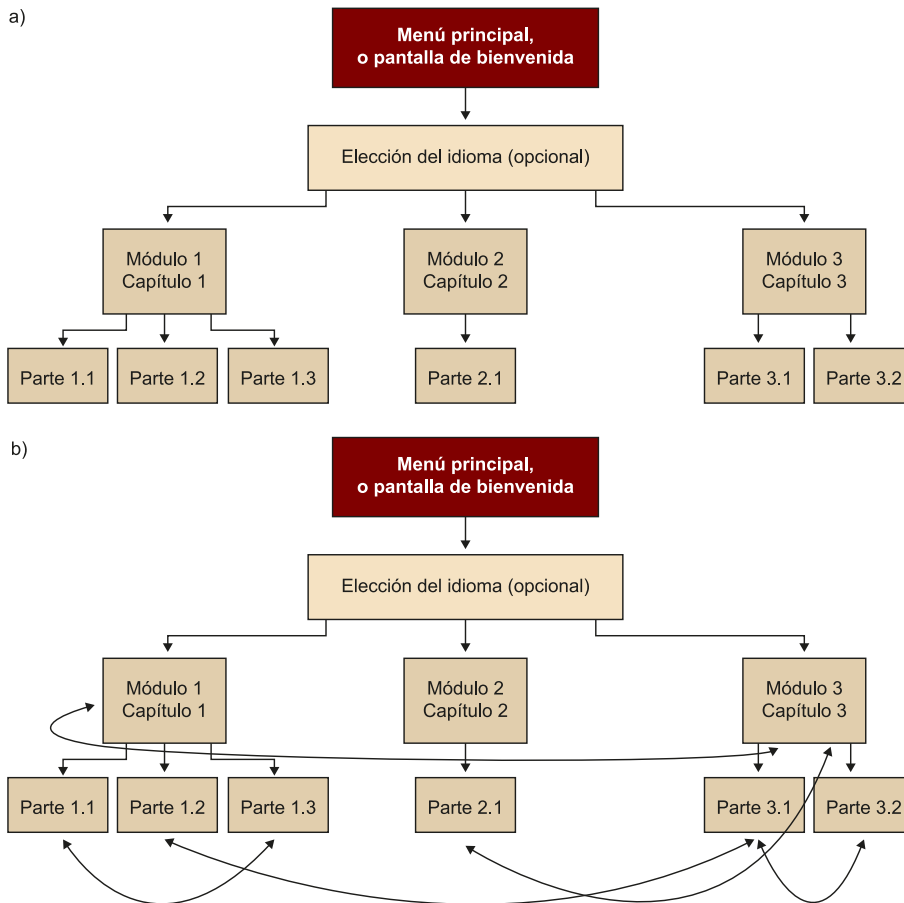 a)
Menú principal,
o pantalla de bienvenida
Elección del idioma (opcional)
Módulo 1
Capítulo 1
Módulo 2
Capítulo 2
Módulo 3
Capítulo 3
Parte 1.1
Parte 1.2
Parte 1.3
Parte 2.1
Parte 3.1
Parte 3.2
b)
Menú principal,
o pantalla de bienvenida
Elección del idioma (opcional)
Módulo 1
Capítulo 1
Módulo 2
Capítulo 2
Módulo 3
Capítulo 3
Parte 1.1
Parte 1.2
Parte 1.3
Parte 2.1
Parte 3.1
Parte 3.2